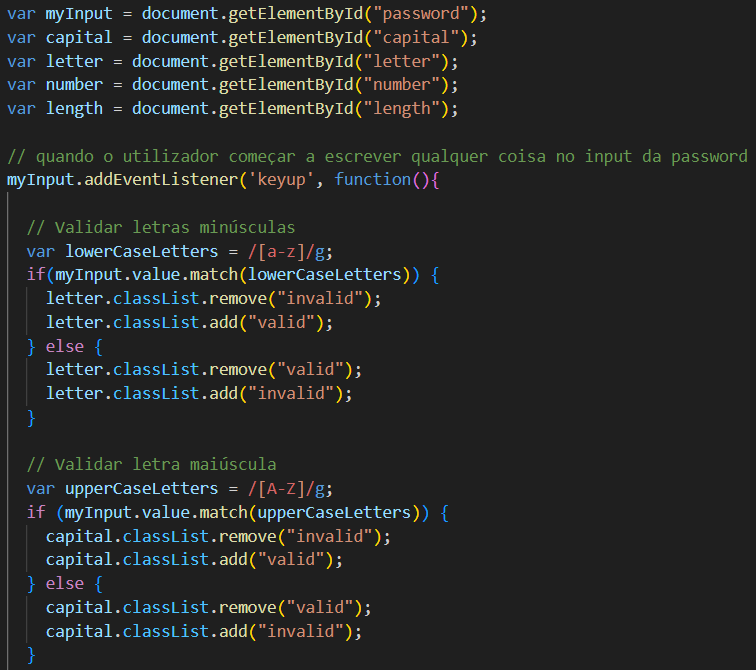 var myInput = document.getElementById("password");
var capital = document.getElementById("capital");
var letter = document.getElementById("letter");
var number = document.getElementById("number");
var length = document.getElementById("length");
// quando o utilizador começar a escrever qualquer coisa no input da password
myInput.addEventListener('keyup', function(){
// Validar letras minúsculas
var lowerCaseLetters = /[a-z]/g;
if(myInput.value.match(lowerCaseLetters)) {
letter.classList.remove("invalid");
letter.classList.add("valid");
} else {
letter.classList.remove("valid");
letter.classList.add("invalid");
}
// Validar letra maiúscula
var upperCaseLetters = /[A-Z]/g;
if (myInput.value.match(upperCaseLetters)) {
capital.classList.remove("invalid");
capital.classList.add("valid");
} else {
capital.classList.remove("valid");
capital.classList.add("invalid");
}